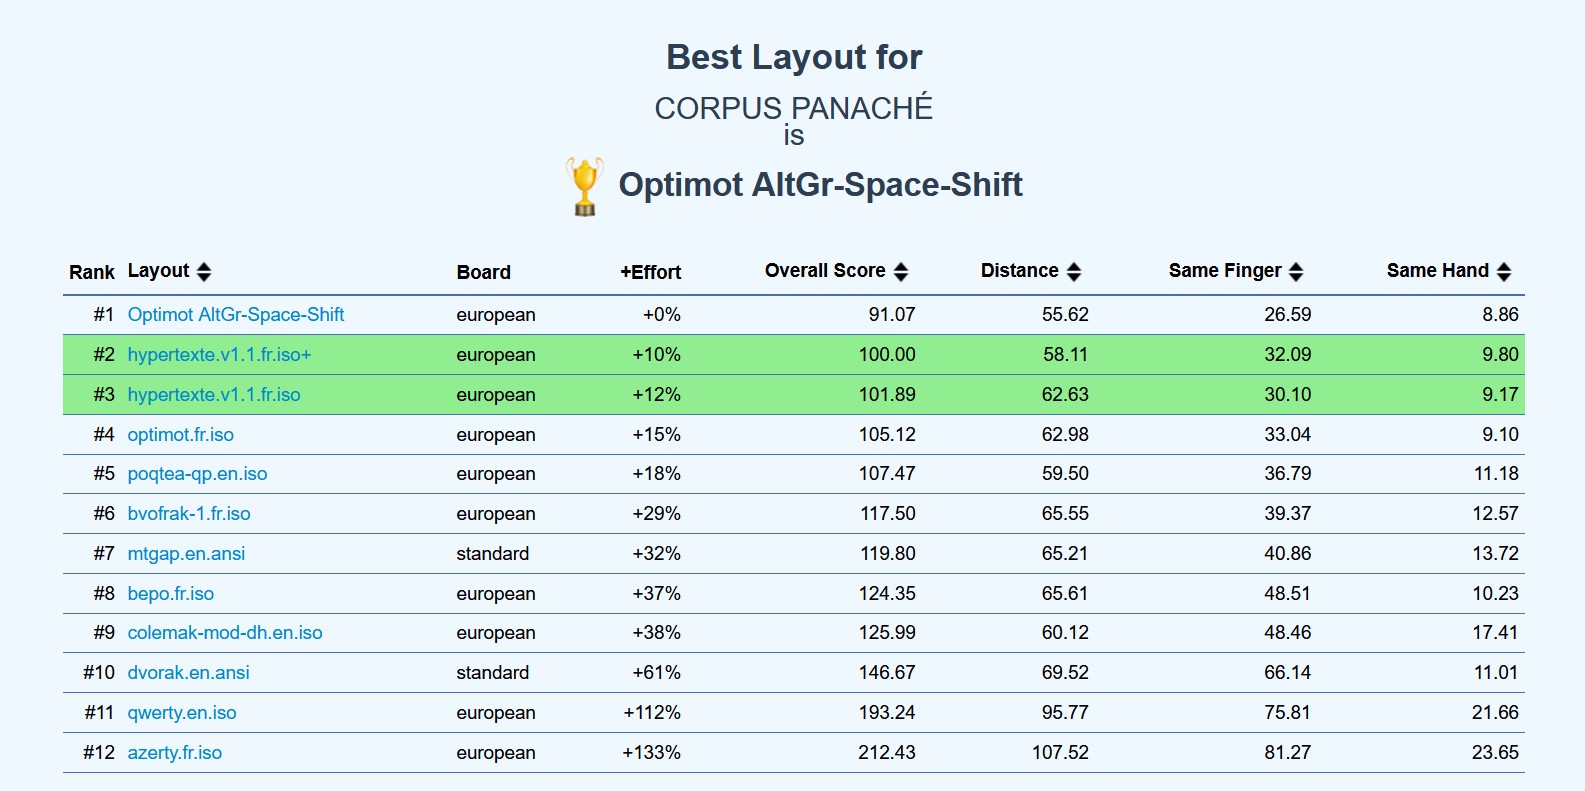 Best Layout for
CORPUS PANACHÉ
is
Optimot AltGr-Space-Shift
Rank Layout Board +Effort Overall Score Distance Same Finger Same Hand
#1 Optimot AltGr-Space-Shift european +0% 91.07 55.62 26.59 8.86
#2 hypertexte.v1.1.fr.iso+ european +10% 100.00 58.11 32.09 9.80
#3 hypertexte.v1.1.fr.iso european +12% 101.89 62.63 30.10 9.17
#4 optimot.fr.iso european +15% 105.12 62.98 33.04 9.10
#5 poqtea-qp.en.iso european +18% 107.47 59.50 36.79 11.18
#6 bvofrak-1.fr.iso european +29% 117.50 65.55 39.37 12.57
#7 mtgap.en.ansi standard +32% 119.80 65.21 40.86 13.72
#8 bepo.fr.iso european +37% 124.35 65.61 48.51 10.23
#9 colemak-mod-dh.en.iso european +38% 125.99 60.12 48.46 17.41
#10 dvorak.en.ansi standard +61% 146.67 69.52 66.14 11.01
#11 qwerty.en.iso european +112% 193.24 95.77 75.81 21.66
#12 azerty.fr.iso european +133% 212.43 107.52 81.27 23.65